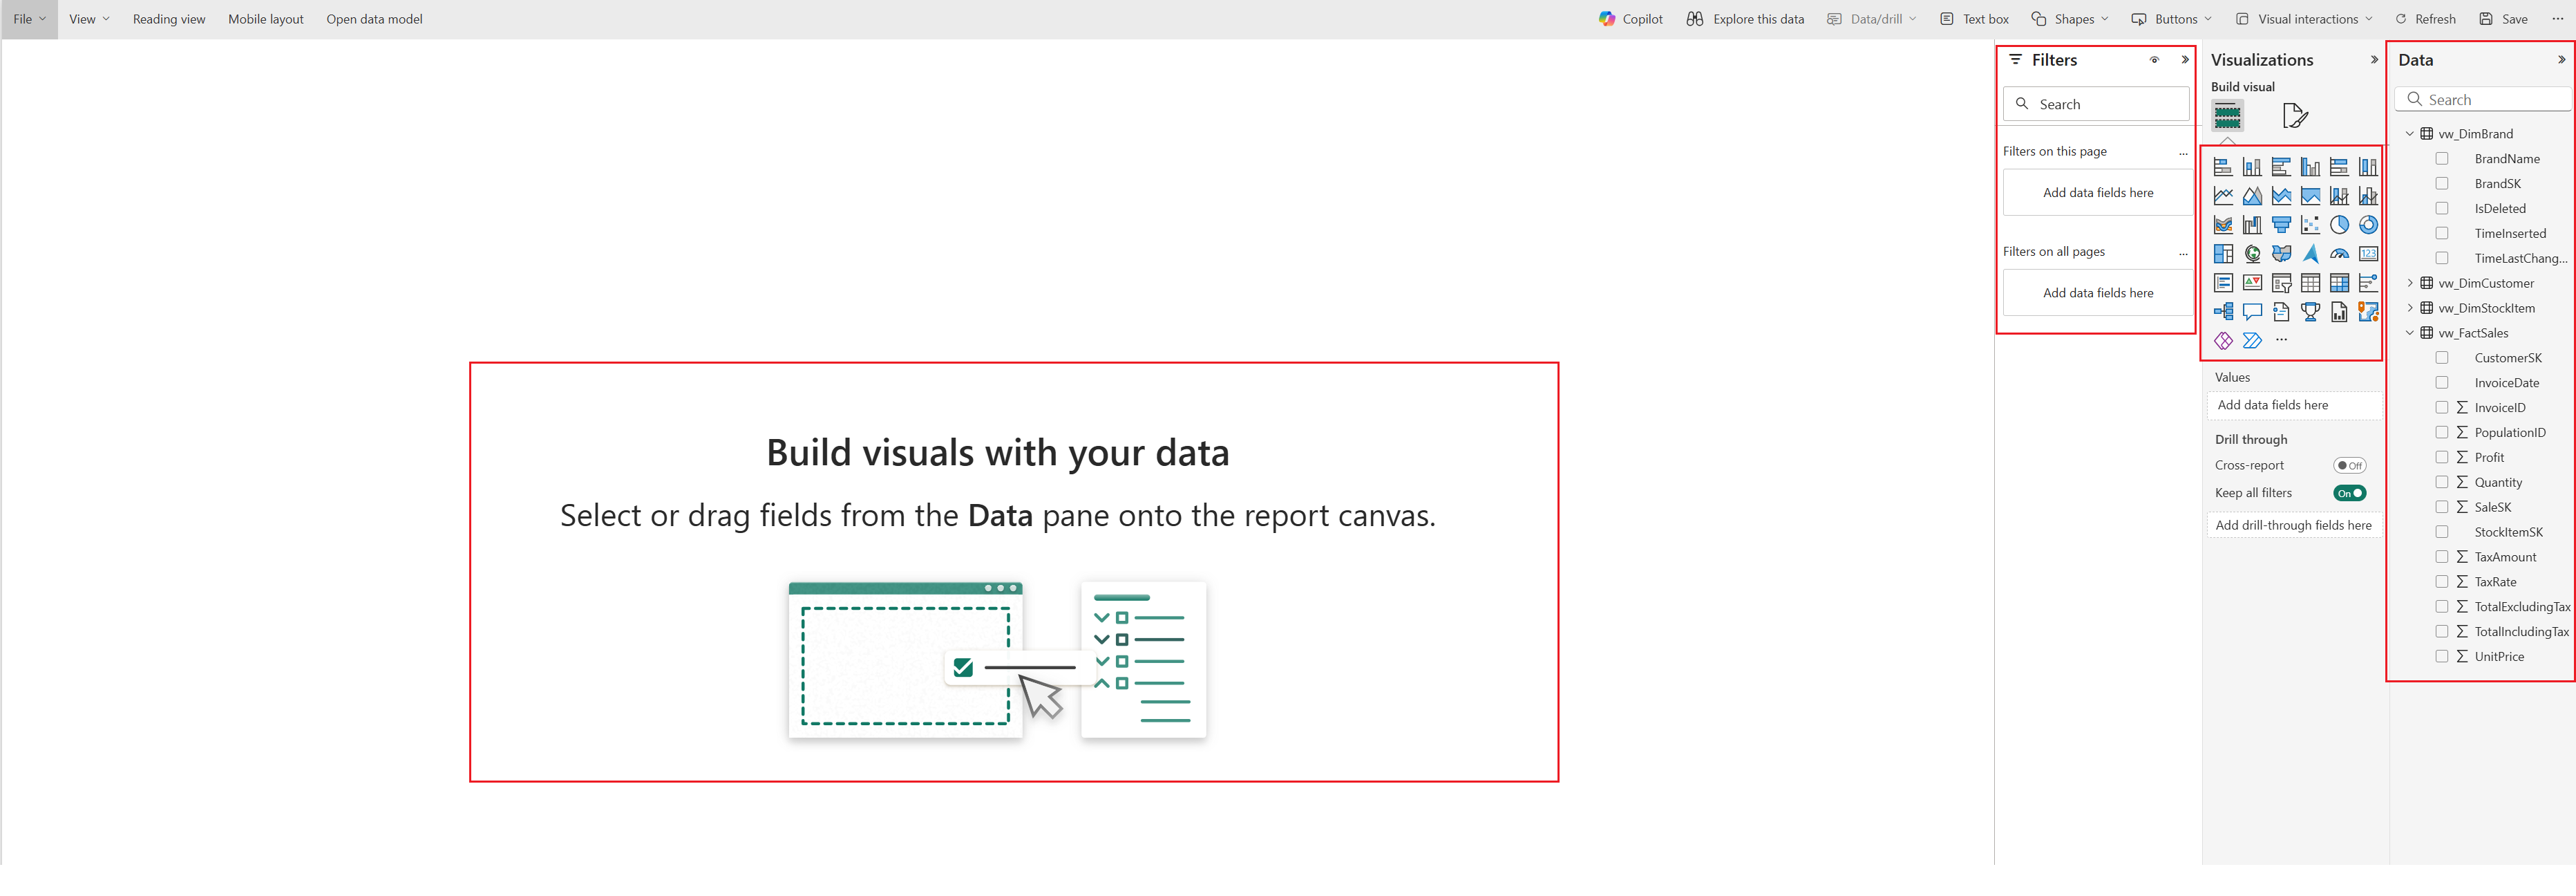 File View Reading view Mobile layout Open data model Copilot Explore this data Data/drill Text box Shapes Buttons Visual interactions Refresh Save ...
Build visuals with your data
Select or drag fields from the Data pane onto the report canvas.
Filters
Search
Filters on this page ...
Add data fields here
Filters on all pages ...
Add data fields here
Visualizations
Build visual
123
...
Values
Add data fields here
Drill through
Cross-report Off
Keep all filters On
Add drill-through fields here
Data
Search
vw_DimBrand
BrandName
BrandSK
IsDeleted
TimeInserted
TimeLastChang...
vw_DimCustomer
vw_DimStockItem
vw_FactSales
CustomerSK
InvoiceDate
∑ InvoiceID
∑ PopulationID
∑ Profit
∑ Quantity
∑ SaleSK
StockItemSK
∑ TaxAmount
∑ TaxRate
∑ TotalExcludingTax
∑ TotalIncludingTax
∑ UnitPrice